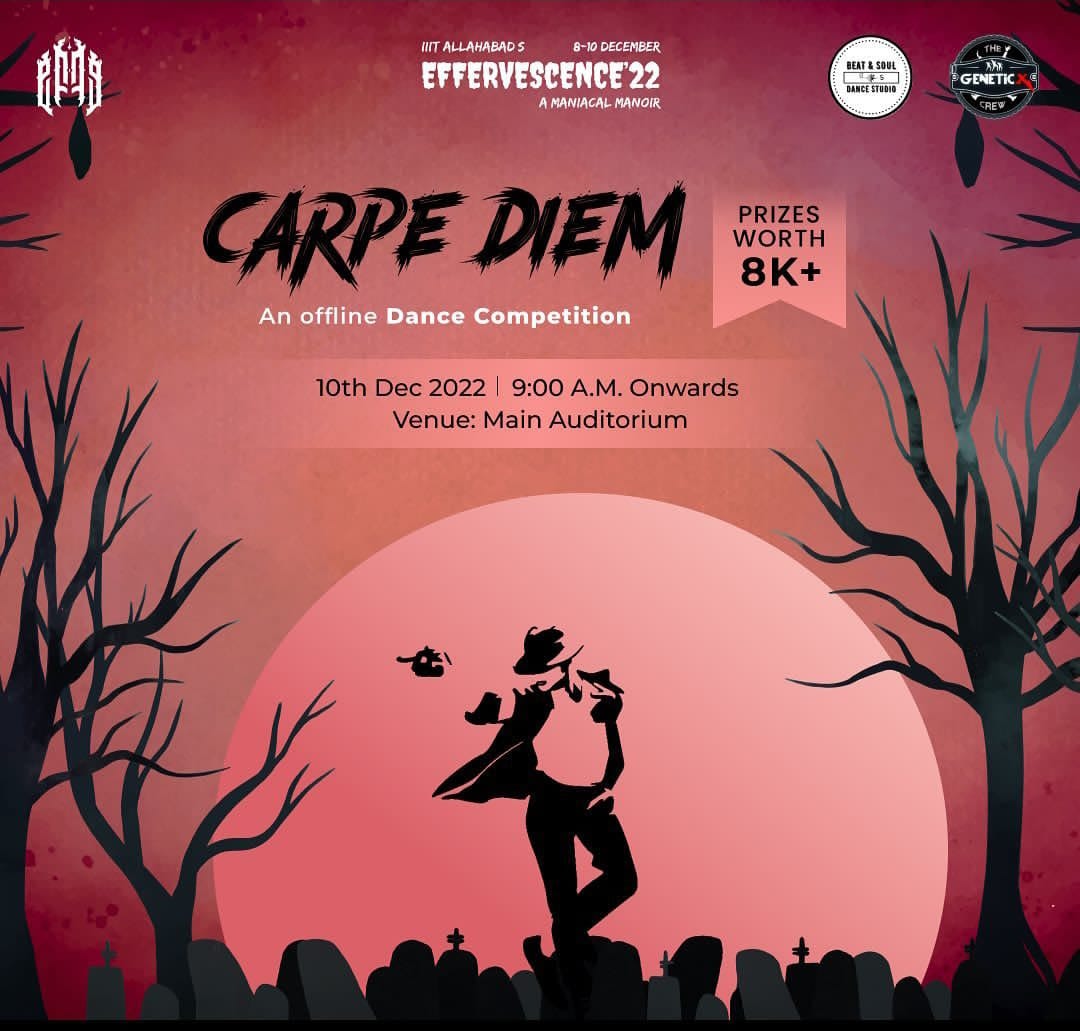 IIIT ALLAHABAD S
8-10 DECEMBER
EFFERVESCENCE'22
A MANIACAL MANOIR
BEAT & SOUL
DANCE STUDIO
THE
GENETICX
CREW
CARPE DIEM
PRIZES
WORTH
8K+
An offline Dance Competition
10th Dec 2022 | 9:00 A.M. Onwards
Venue: Main Auditorium